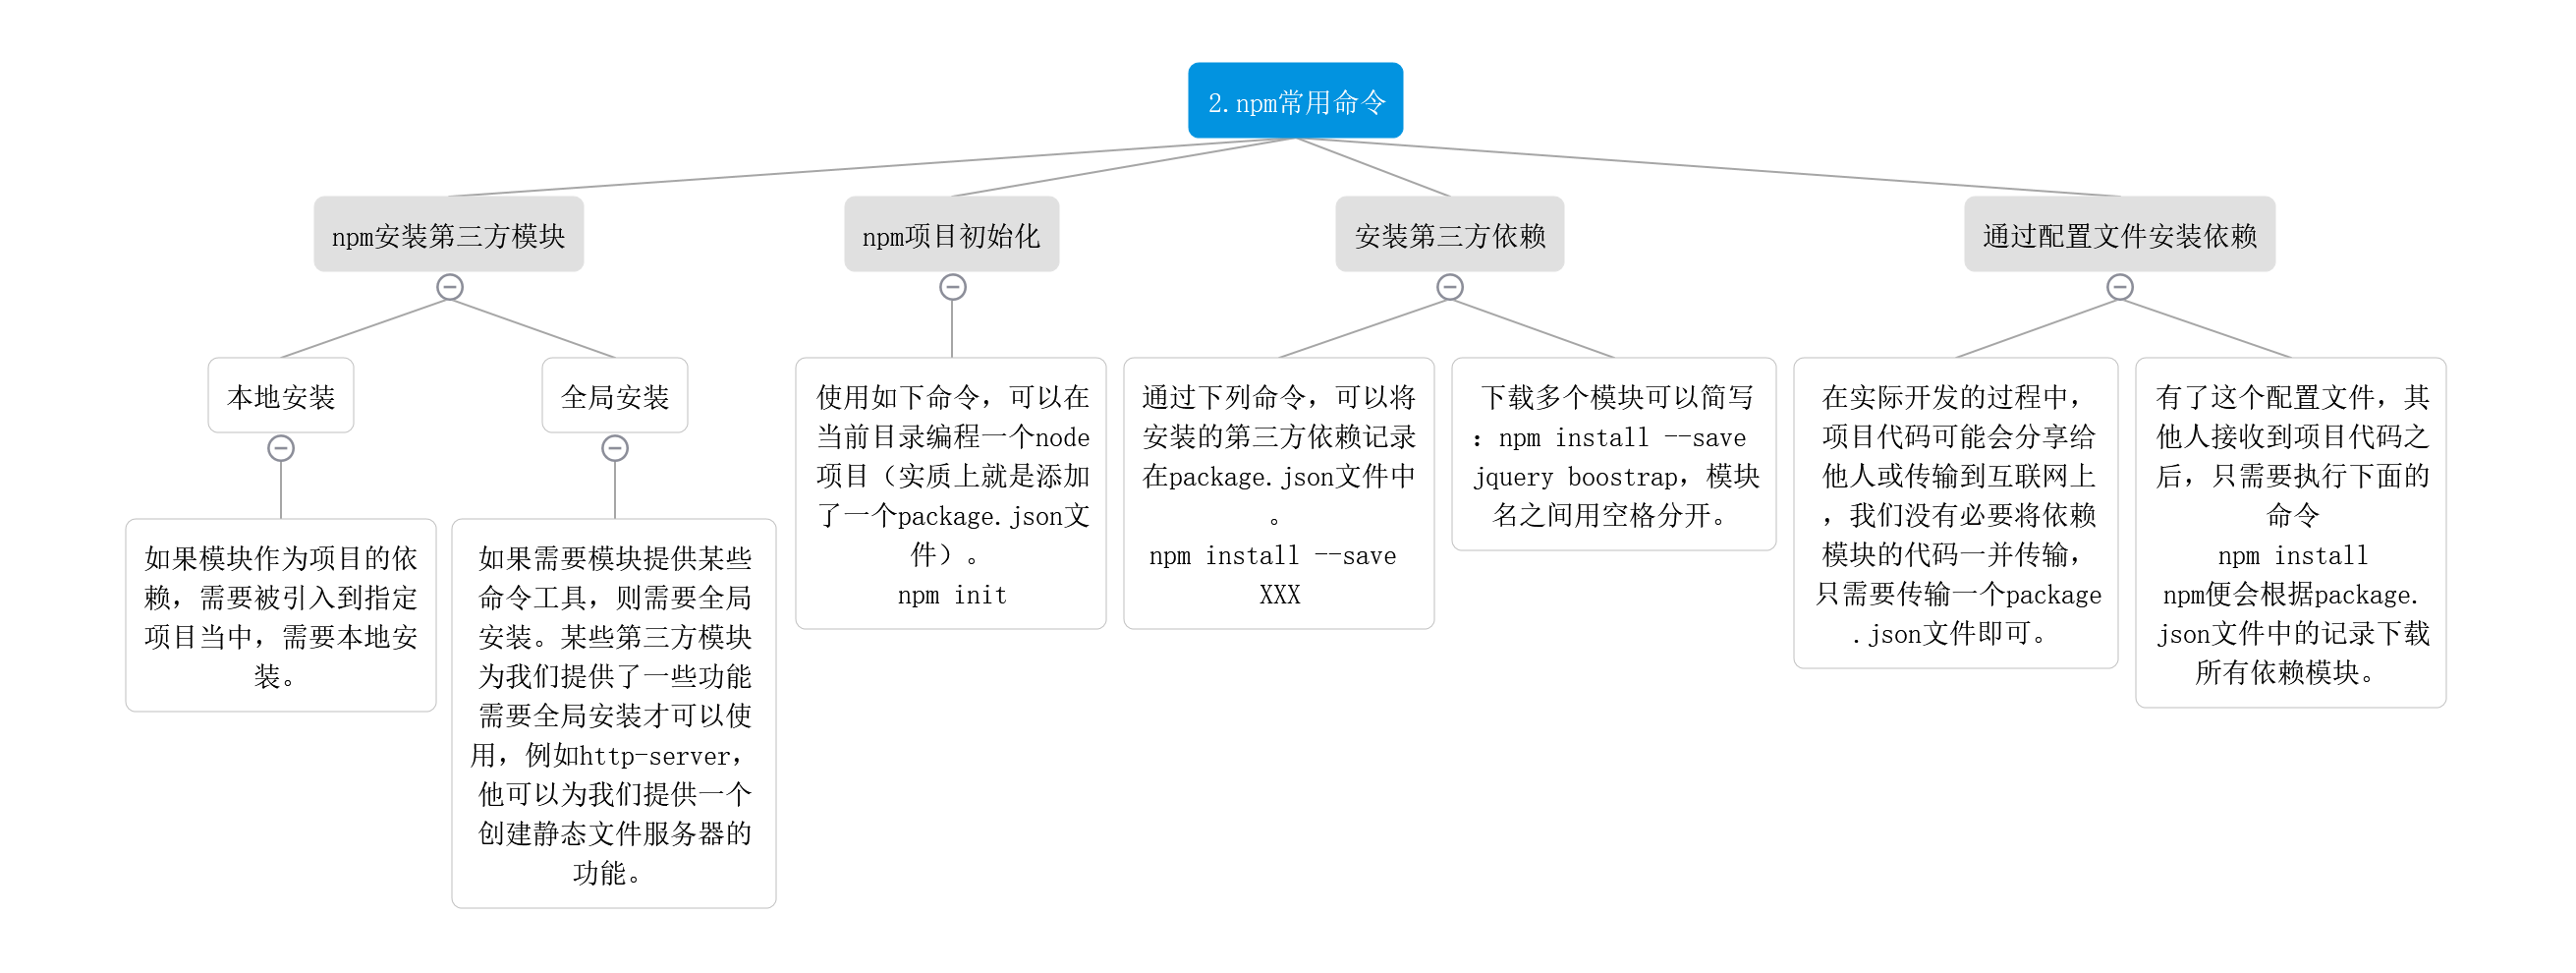 2.npm常用命令
npm安装第三方模块
本地安装
如果模块作为项目的依
赖，需要被引入到指定
项目当中，需要本地安
装。
全局安装
如果需要模块提供某些
命令工具，则需要全局
安装。某些第三方模块
为我们提供了一些功能
需要全局安装才可以使
用，例如http-server，
他可以为我们提供一个
创建静态文件服务器的
功能。
npm项目初始化
使用如下命令，可以在
当前目录编程一个node
项目（实质上就是添加
了一个package.json文
件）。
npm init
安装第三方依赖
通过下列命令，可以将
安装的第三方依赖记录
在package.json文件中
。
npm install --save
XXX
下载多个模块可以简写
：npm install --save
jquery boostrap，模块
名之间用空格分开。
通过配置文件安装依赖
在实际开发的过程中，
项目代码可能会分享给
他人或传输到互联网上
，我们没有必要将依赖
模块的代码一并传输，
只需要传输一个package
.json文件即可。
有了这个配置文件，其
他人接收到项目代码之
后，只需要执行下面的
命令
npm install
npm便会根据package.
json文件中的记录下载
所有依赖模块。